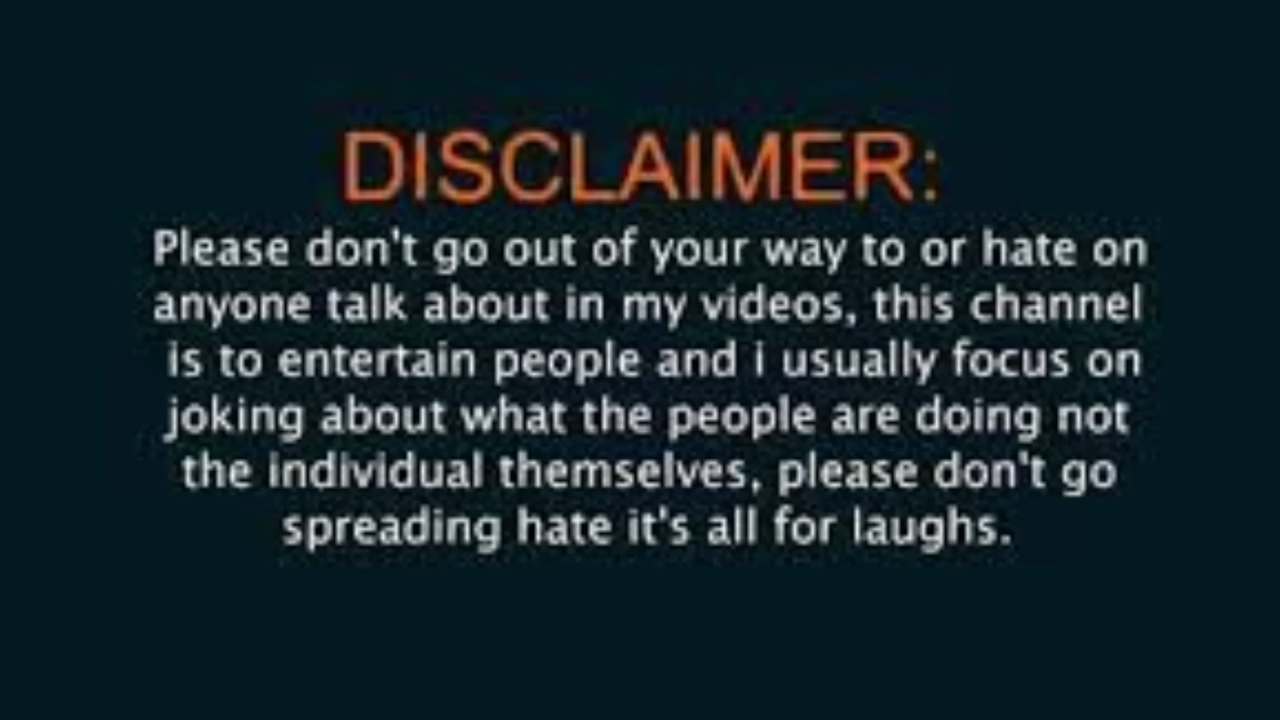 DISCLAIMER:
Please don't go out of your way to or hate on
anyone talk about in my videos, this channel
is to entertain people and i usually focus on
joking about what the people are doing not
the individual themselves, please don't go
spreading hate it's all for laughs.